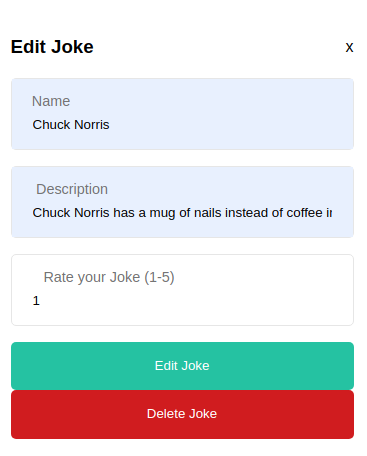 Edit Joke x
Name
Chuck Norris
Description
Chuck Norris has a mug of nails instead of coffee
Rate your Joke (1-5)
1
Edit Joke
Delete Joke